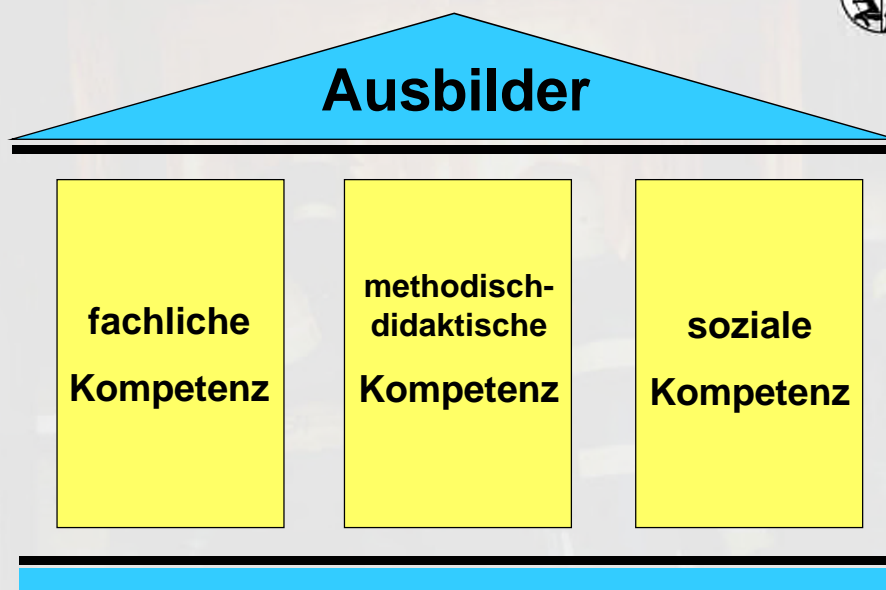 Ausbilder
fachliche
Kompetenz
methodisch-
didaktische
Kompetenz
soziale
Kompetenz